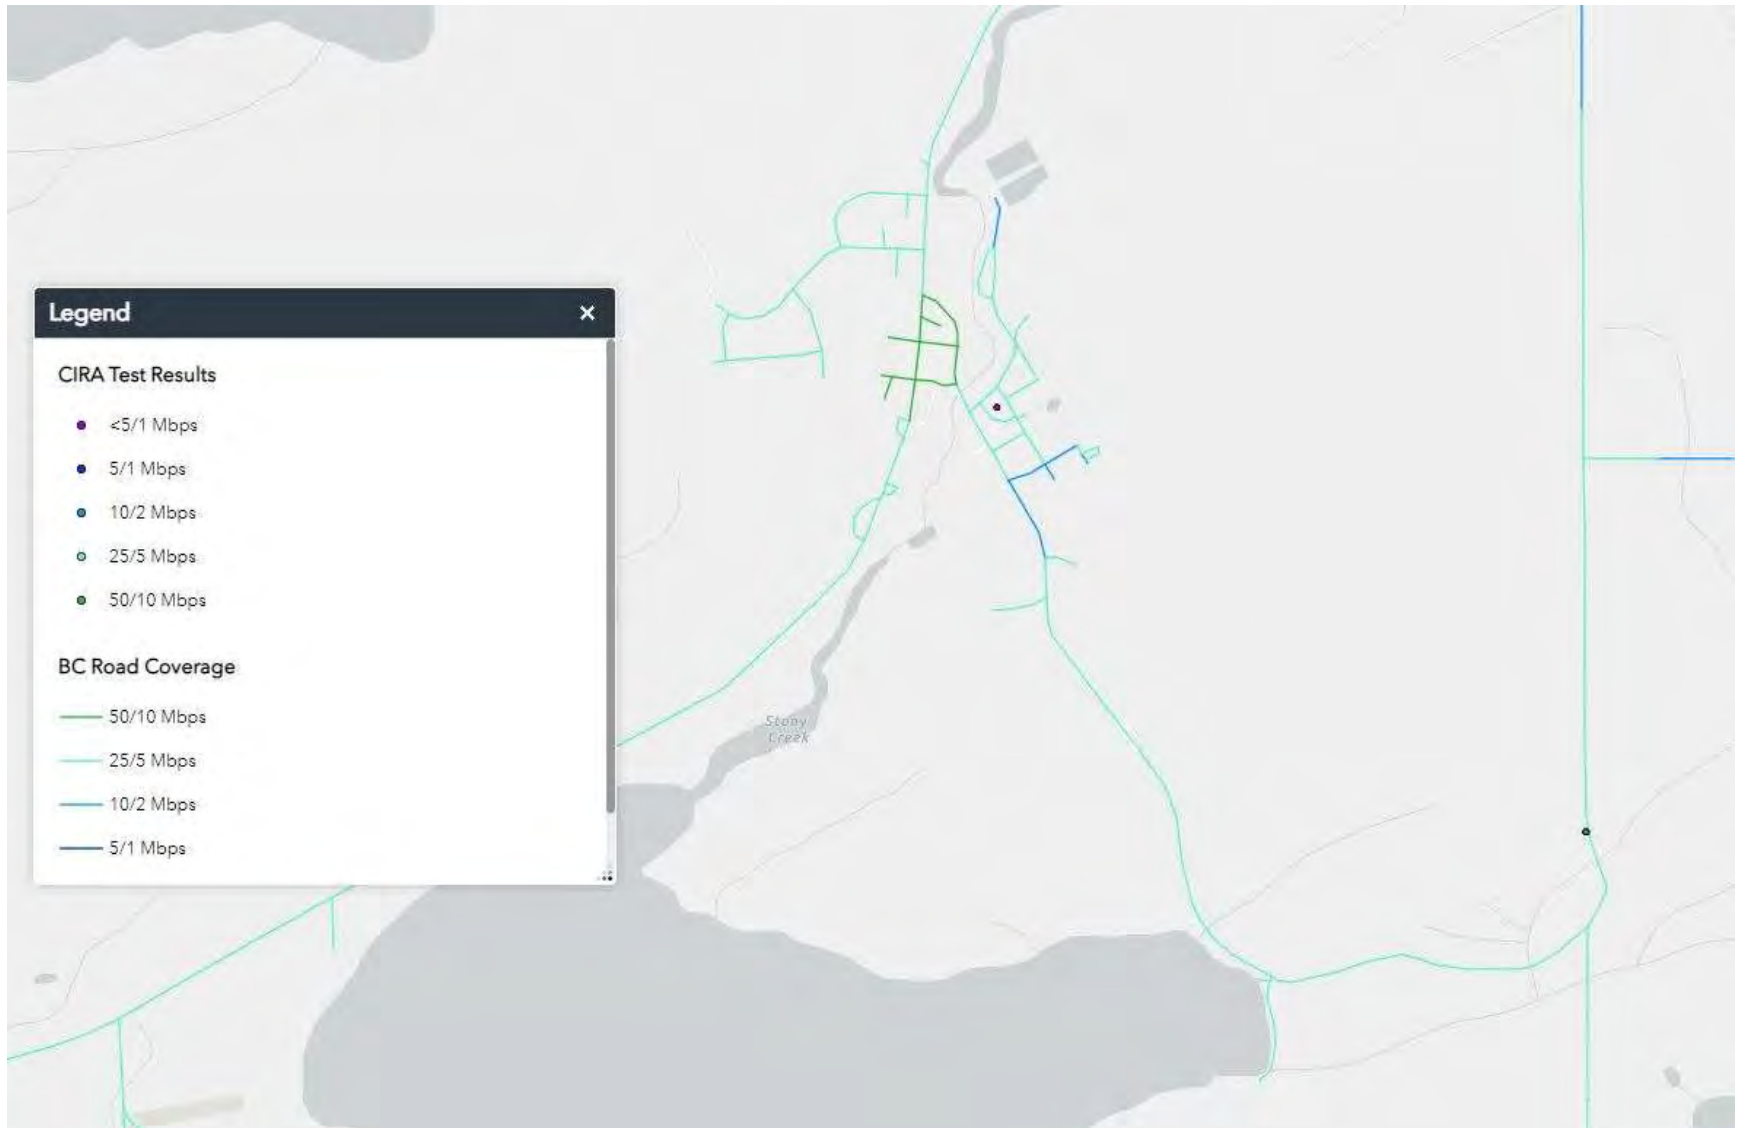 Legend
CIRA Test Results
<5/1 Mbps
5/1 Mbps
10/2 Mbps
25/5 Mbps
50/10 Mbps
BC Road Coverage
50/10 Mbps
25/5 Mbps
10/2 Mbps
5/1 Mbps
Stony
Creek